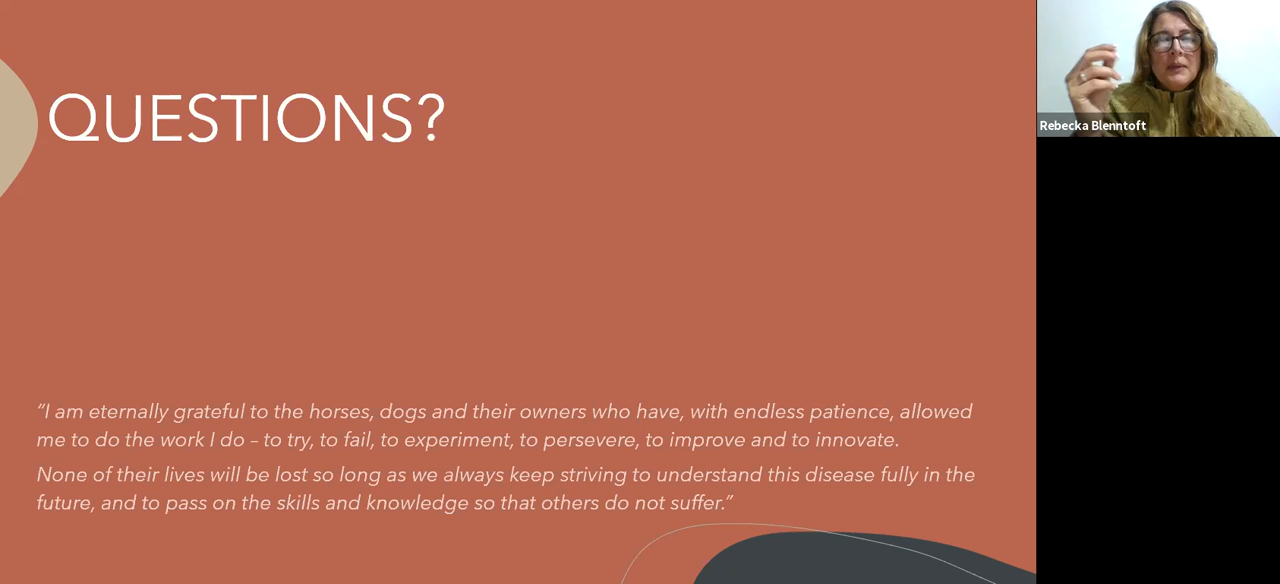 QUESTIONS?
“I am eternally grateful to the horses, dogs and their owners who have, with endless patience, allowed
me to do the work I do – to try, to fail, to experiment, to persevere, to improve and to innovate.
None of their lives will be lost so long as we always keep striving to understand this disease fully in the
future, and to pass on the skills and knowledge so that others do not suffer.”
Rebecka Blenntoft